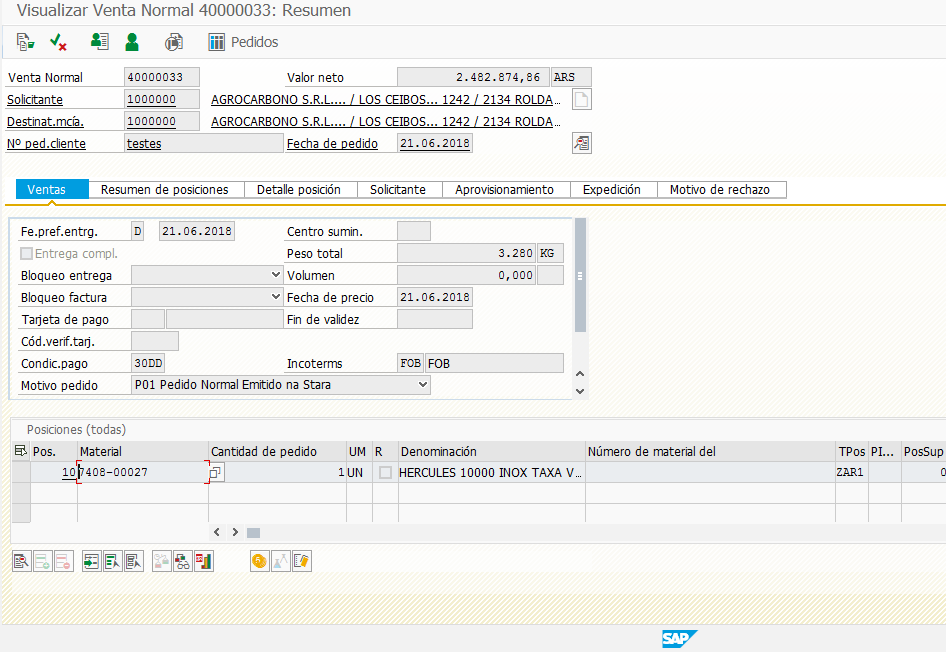 Visualizar Venta Normal 40000033: Resumen
Pedidos
Venta Normal 40000033 Valor neto 2.482.874,86 ARS
Solicitante 1000000 AGROCARBONO S.R.L.... / LOS CEIBOS... 1242 / 2134 ROLDA...
Destinat.mcía. 1000000 AGROCARBONO S.R.L.... / LOS CEIBOS... 1242 / 2134 ROLDA...
Nº ped.cliente testes Fecha de pedido 21.06.2018
Ventas Resumen de posiciones Detalle posición Solicitante Aprovisionamiento Expedición Motivo de rechazo
Fe.pref.entrg. D 21.06.2018 Centro sumin.
Entrega compl. Peso total 3.280 KG
Bloqueo entrega Volumen 0,000
Bloqueo factura Fecha de precio 21.06.2018
Tarjeta de pago Fin de validez
Cód.verif.tarj.
Condic.pago 30DD Incoterms FOB FOB
Motivo pedido P01 Pedido Normal Emitido na Stara
Posiciones (todas)
Pos. Material Cantidad de pedido UM R Denominación Número de material del TPos PI... PosSup
10 7408-00027 1 UN HERCULES 10000 INOX TAXA V... ZAR1 0
SAP